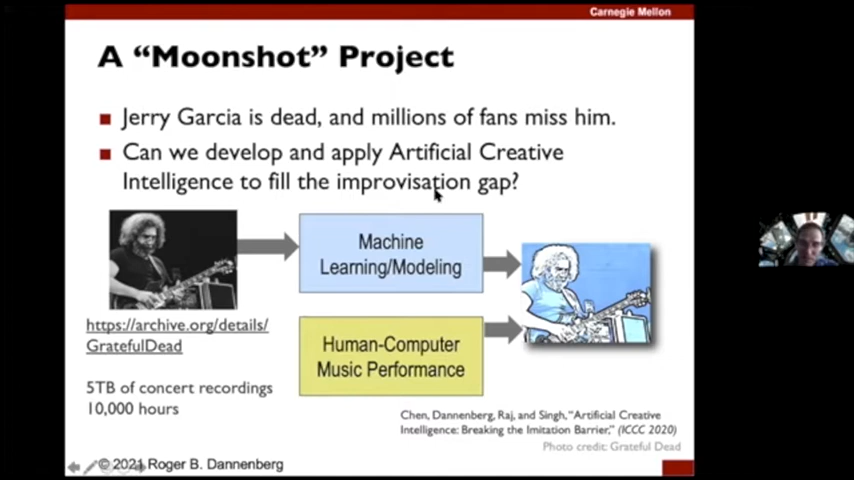 Carnegie Mellon
A “Moonshot” Project
Jerry Garcia is dead, and millions of fans miss him.
Can we develop and apply Artificial Creative
Intelligence to fill the improvisation gap?
Machine
Learning/Modeling
https://archive.org/details/
GratefulDead
Human-Computer
Music Performance
5TB of concert recordings
10,000 hours
Chen, Dannenberg, Raj, and Singh, “Artificial Creative
Intelligence: Breaking the Imitation Barrier,” (ICCC 2020)
Photo credit: Grateful Dead
© 2021 Roger B. Dannenberg